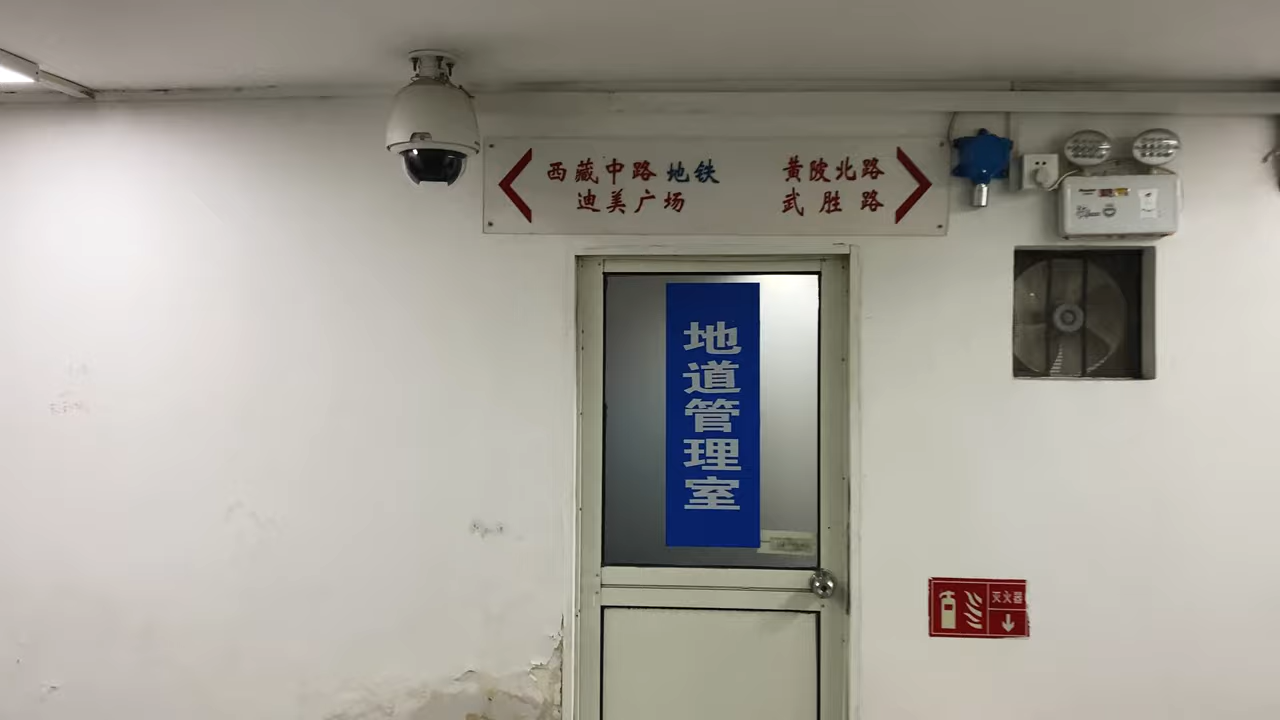 西藏中路 地铁 黄陂北路
迪美广场 武胜路
地道管理室
灭火器